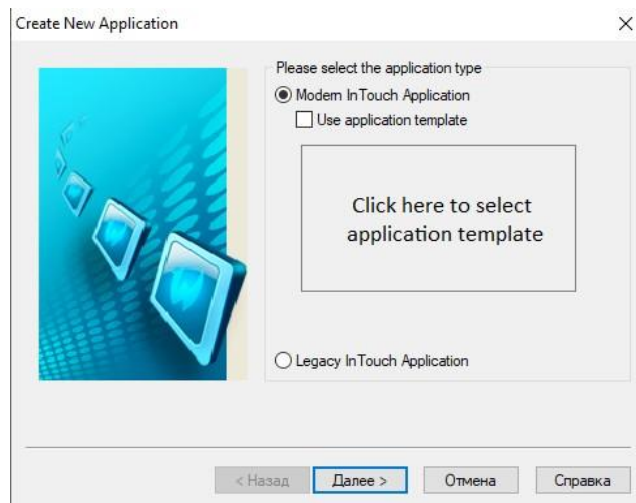 Create New Application
Please select the application type
Modern InTouch Application
Use application template
Click here to select
application template
Legacy InTouch Application
< Назад
Далее >
Отмена
Справка